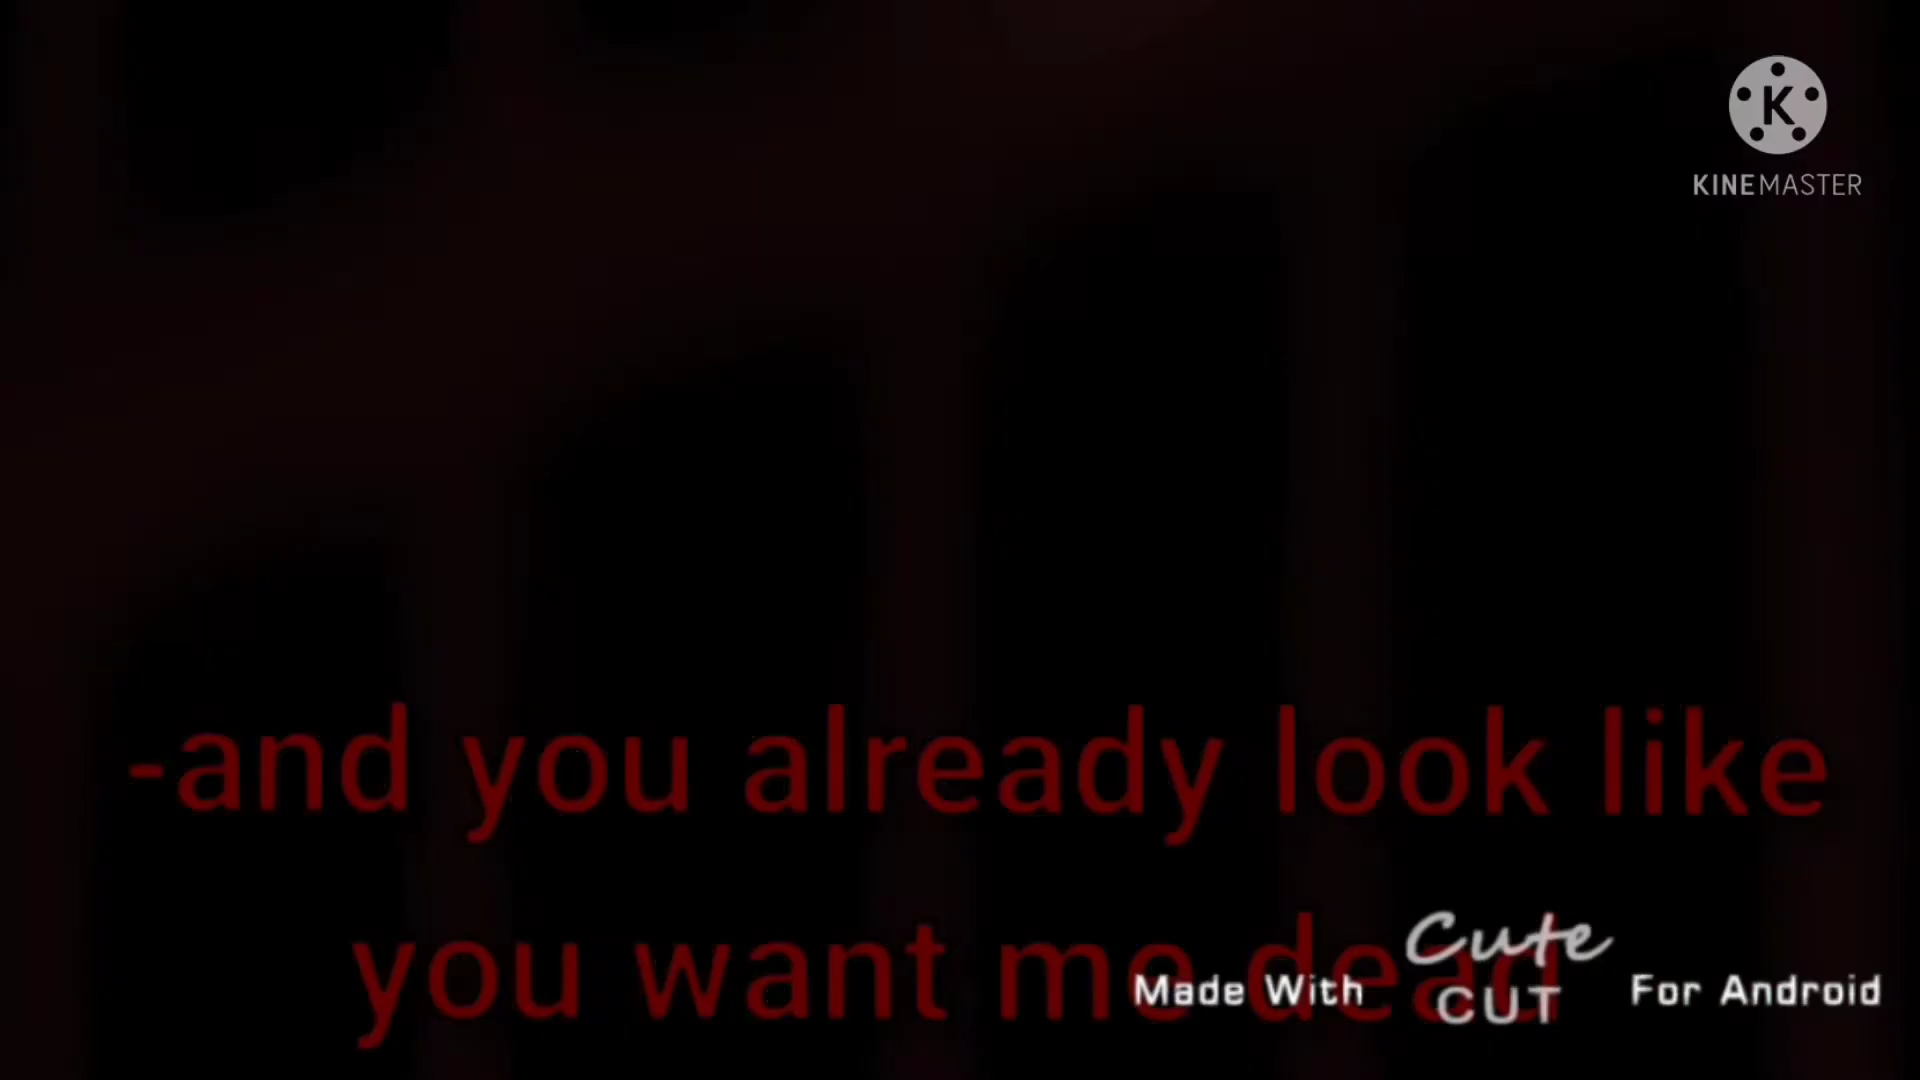 K
KINEMASTER
-and you already look like
you want me dead
Made With Cute CUT For Android